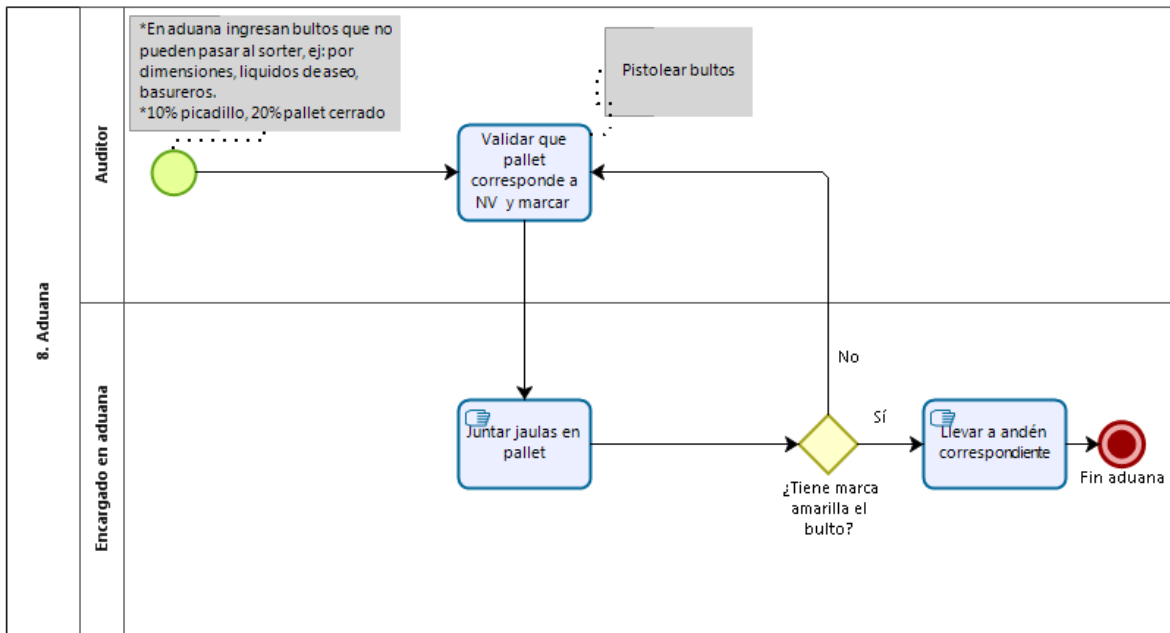 8. Aduana
Auditor
*En aduana ingresan bultos que no
pueden pasar al sorter, ej: por
dimensiones, liquidos de aseo,
basureros.
*10% picadillo, 20% pallet cerrado
Pistolear bultos
Validar que
pallet
corresponde a
NV y marcar
Encargado en aduana
Juntar jaulas en
pallet
No
Sí
¿Tiene marca
amarilla el
bulto?
Llevar a andén
correspondiente
Fin aduana